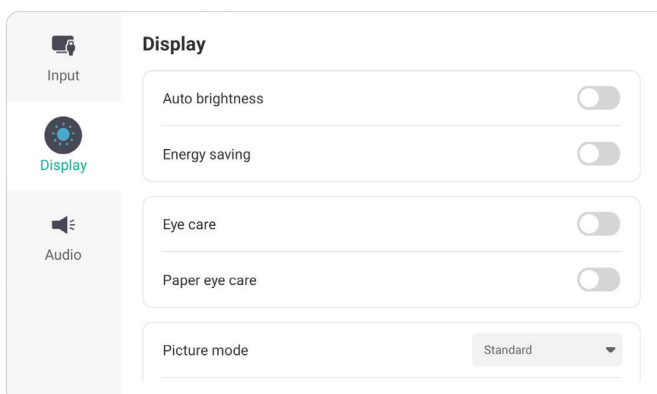 Input
Display
Audio
Display
Auto brightness
Energy saving
Eye care
Paper eye care
Picture mode
Standard